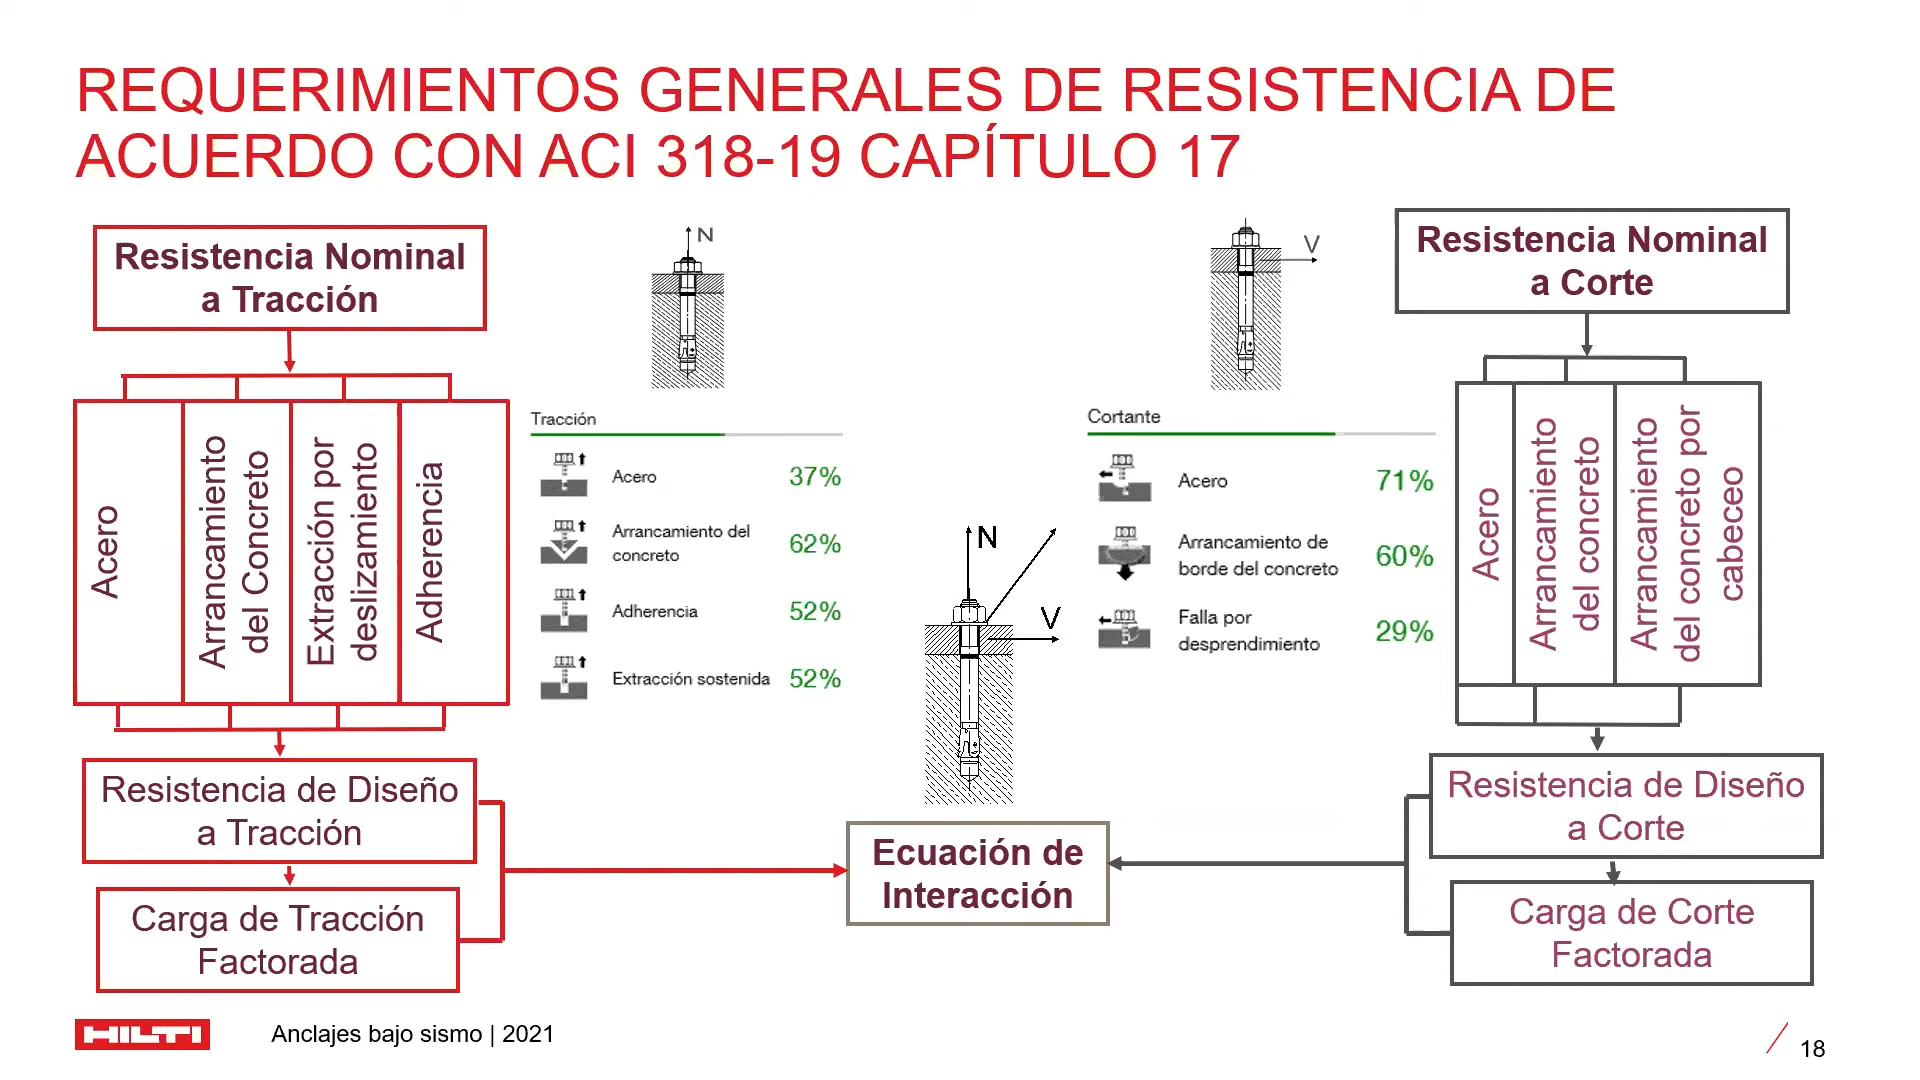 REQUERIMIENTOS GENERALES DE RESISTENCIA DE
ACUERDO CON ACI 318-19 CAPÍTULO 17
Resistencia Nominal
a Tracción
Acero
Arrancamiento
del Concreto
Extracción por
deslizamiento
Adherencia
Resistencia de Diseño
a Tracción
Carga de Tracción
Factorada
N
Tracción
Acero 37%
Arrancamiento del
concreto 62%
Adherencia 52%
Extracción sostenida 52%
N
V
Ecuación de
Interacción
V
Cortante
Acero 71%
Arrancamiento de
borde del concreto 60%
Falla por
desprendimiento 29%
Resistencia Nominal
a Corte
Acero
Arrancamiento
del concreto
Arrancamiento
del concreto por
cabeceo
Resistencia de Diseño
a Corte
Carga de Corte
Factorada
HILTI
Anclajes bajo sismo | 2021
18